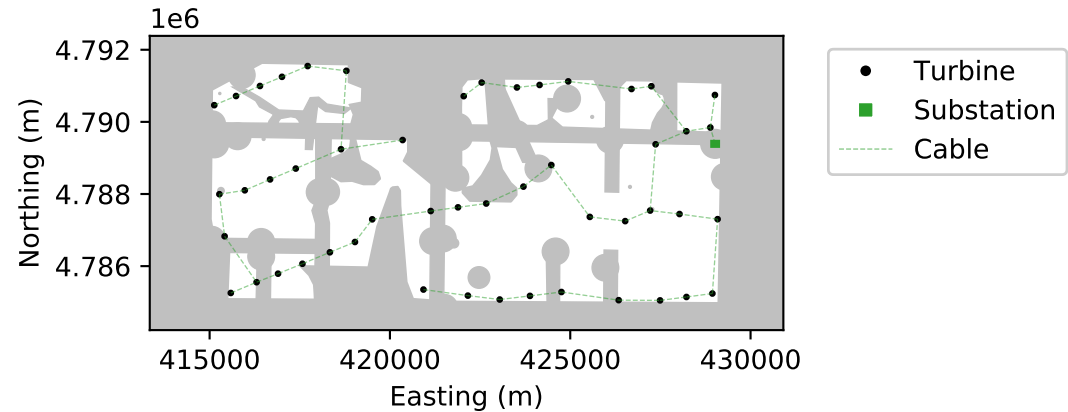 1e6
4.792
4.790
4.788
4.786
Northing (m)
415000 420000 425000 430000
Easting (m)
Turbine
Substation
Cable